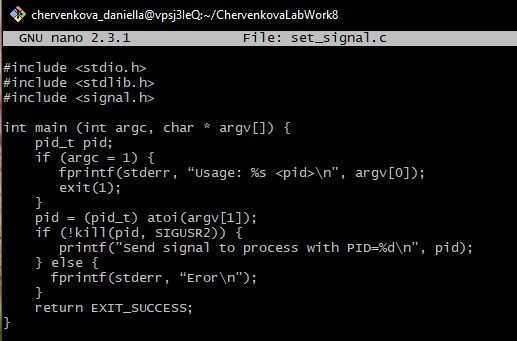 chervenkova_daniella@vpsj3leQ:~/ChervenkovaLabWork8
GNU nano 2.3.1 File: set_signal.c
#include <stdio.h>
#include <stdlib.h>
#include <signal.h>
int main (int argc, char * argv[]) {
pid_t pid;
if (argc = 1) {
fprintf(stderr, “Usage: %s <pid>\n", argv[0]);
exit(1);
}
pid = (pid_t) atoi(argv[1]);
if (!kill(pid, SIGUSR2)) {
printf("Send signal to process with PID=%d\n", pid);
} else {
fprintf(stderr, “Eror\n");
}
return EXIT_SUCCESS;
}